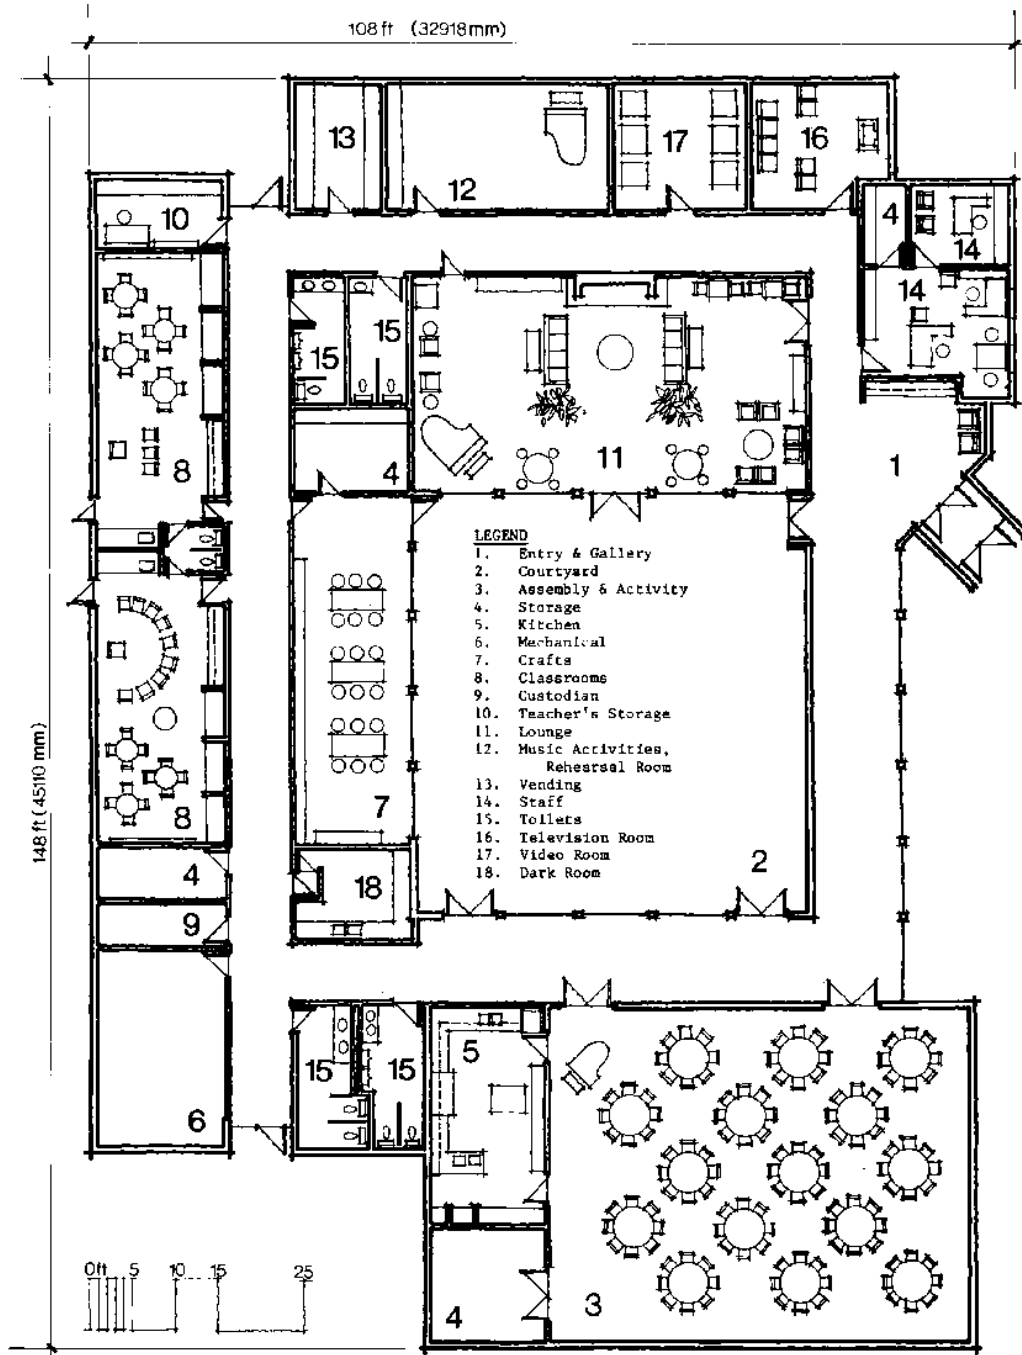 108 ft (32918mm)
13
12
17
16
10
4
14
14
15
15
8
4
11
1
LEGEND
1. Entry & Gallery
2. Courtyard
3. Assembly & Activity
4. Storage
5. Kitchen
6. Mechanical
7. Crafts
8. Classrooms
9. Custodian
10. Teacher's Storage
11. Lounge
12. Music Activities,
Rehearsal Room
13. Vending
14. Staff
15. Toilets
16. Television Room
17. Video Room
18. Dark Room
148 ft (45110 mm)
7
8
2
4
18
9
5
15
15
6
0ft 5 10 15 25
4
3